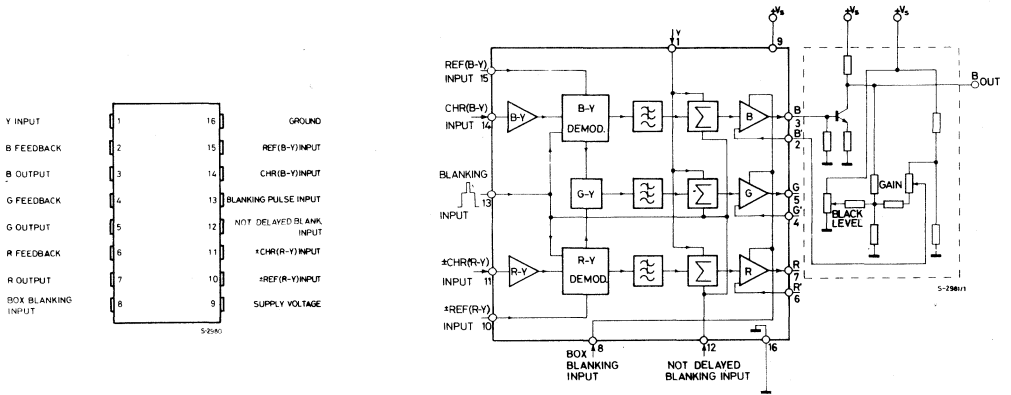 Y INPUT 1 16 GROUND
B FEEDBACK 2 15 REF(B-Y)INPUT
B OUTPUT 3 14 CHR(B-Y)INPUT
G FEEDBACK 4 13 BLANKING PULSE INPUT
G OUTPUT 5 12 NOT DELAYED BLANK.
INPUT
R FEEDBACK 6 11 ±CHR(R-Y)INPUT
R OUTPUT 7 10 ±REF(R-Y)INPUT
BOX BLANKING 8 9 SUPPLY VOLTAGE
INPUT
S-2980
+Vs
+Vs
+Vs
Y
1
9
REF(B-Y)
INPUT 15
CHR(B-Y)
INPUT 14
B-Y
B-Y
DEMOD.
Σ
B
B
3
B'
2
B OUT
BLANKING
INPUT
13
G-Y
Σ
G
G
5
G'
4
GAIN
BLACK
LEVEL
±CHR(R-Y)
INPUT
11
R-Y
R-Y
DEMOD.
Σ
R
R
7
R'
6
±REF(R-Y)
INPUT 10
8
12
16
BOX
BLANKING
INPUT
NOT DELAYED
BLANKING INPUT
S-2981/1